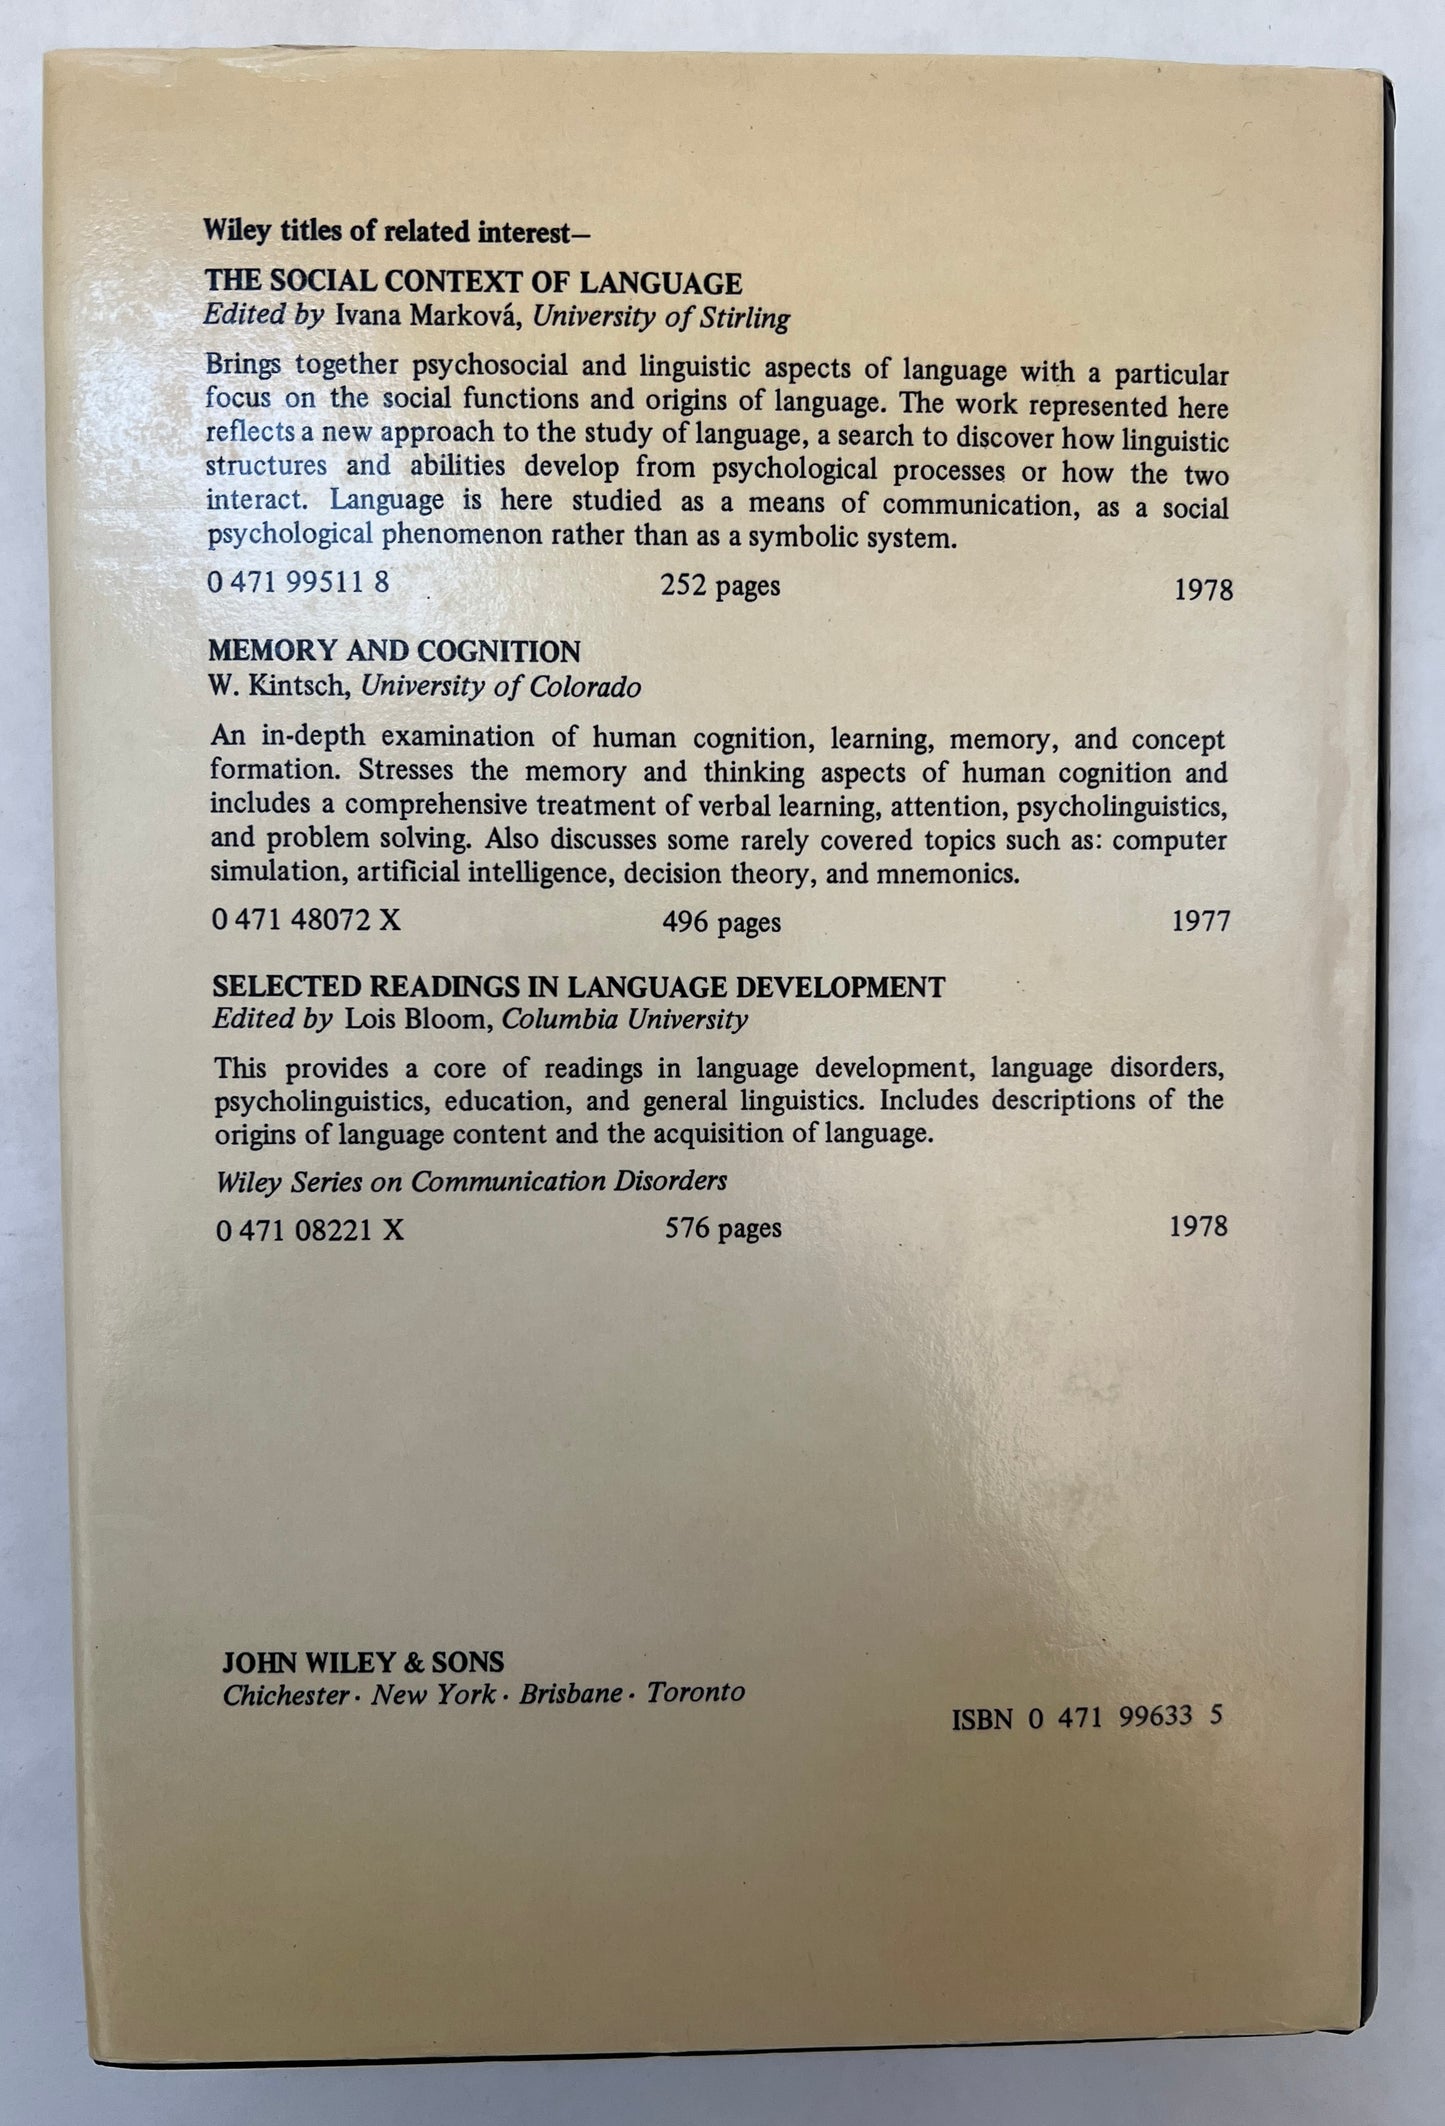 Wiley titles of related interest—
THE SOCIAL CONTEXT OF LANGUAGE
Edited by Ivana Marková, University of Stirling
Brings together psychosocial and linguistic aspects of language with a particular
focus on the social functions and origins of language. The work represented here
reflects a new approach to the study of language, a search to discover how linguistic
structures and abilities develop from psychological processes or how the two
interact. Language is here studied as a means of communication, as a social
psychological phenomenon rather than as a symbolic system.
0 471 99511 8 252 pages 1978
MEMORY AND COGNITION
W. Kintsch, University of Colorado
An in-depth examination of human cognition, learning, memory, and concept
formation. Stresses the memory and thinking aspects of human cognition and
includes a comprehensive treatment of verbal learning, attention, psycholinguistics,
and problem solving. Also discusses some rarely covered topics such as: computer
simulation, artificial intelligence, decision theory, and mnemonics.
0 471 48072 X 496 pages 1977
SELECTED READINGS IN LANGUAGE DEVELOPMENT
Edited by Lois Bloom, Columbia University
This provides a core of readings in language development, language disorders,
psycholinguistics, education, and general linguistics. Includes descriptions of the
origins of language content and the acquisition of language.
Wiley Series on Communication Disorders
0 471 08221 X 576 pages 1978
JOHN WILEY & SONS
Chichester · New York · Brisbane · Toronto
ISBN 0 471 99633 5